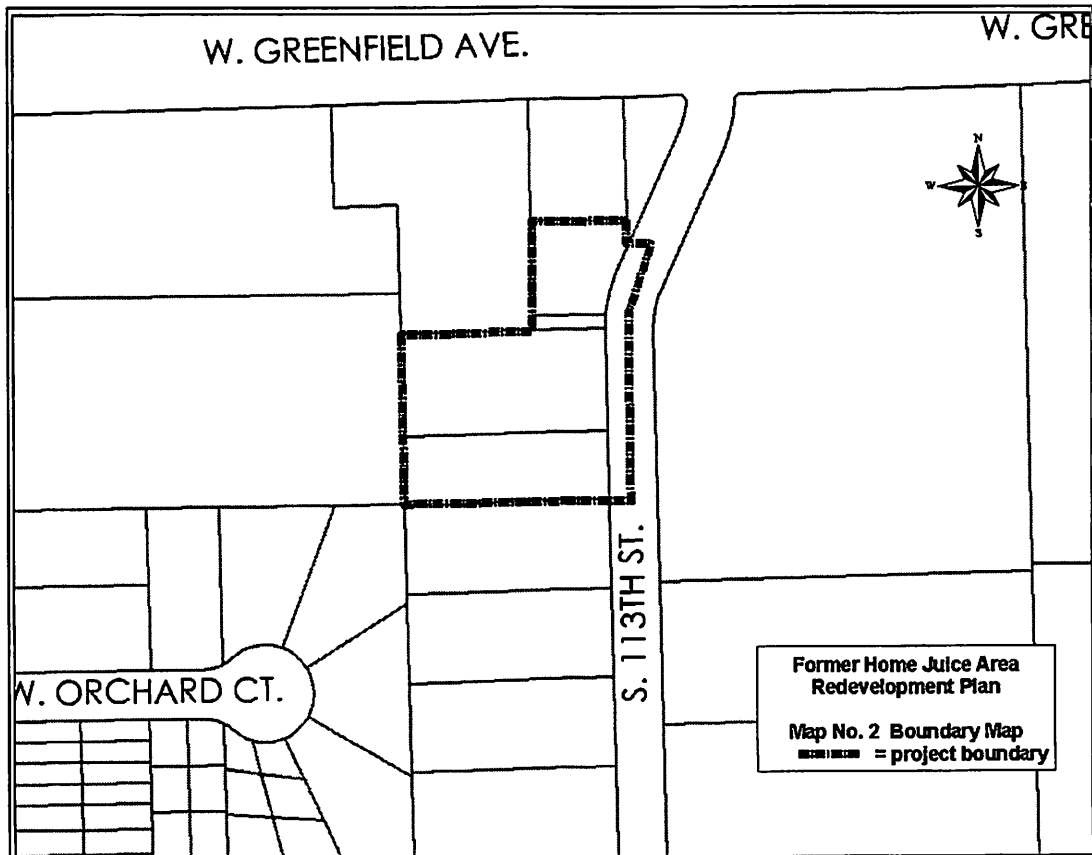 W. GREENFIELD AVE.
W. GRE
N
W
S
S. 113TH ST.
W. ORCHARD CT.
Former Home Juice Area
Redevelopment Plan
Map No. 2 Boundary Map
= project boundary